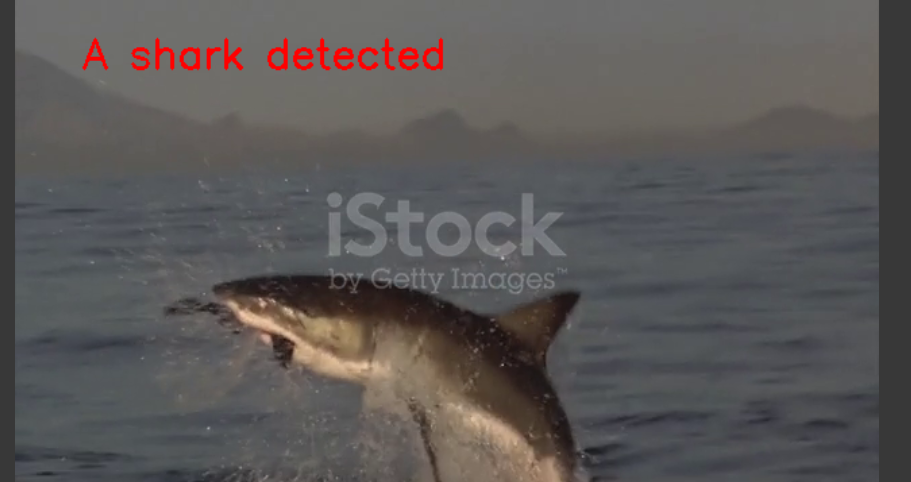 A shark detected
iStock
by Getty Images™